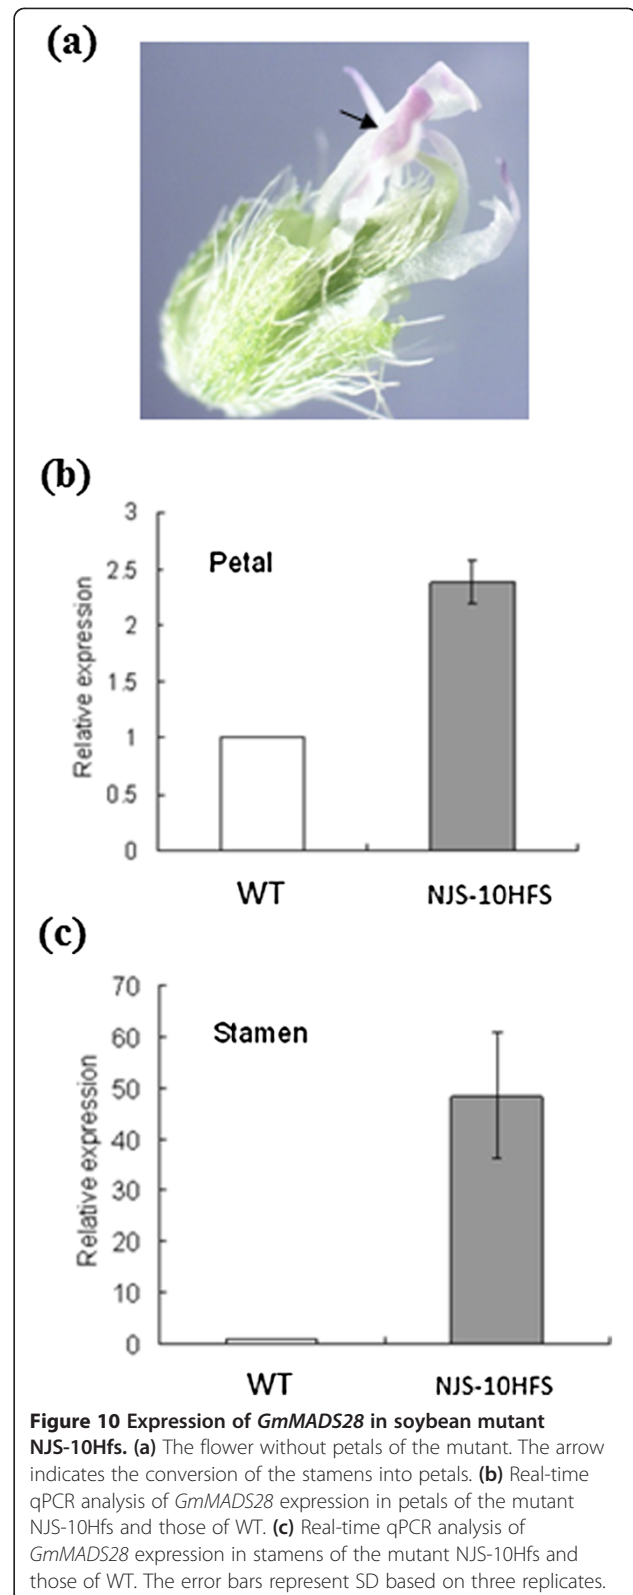 (a)
(b)
3
2.5
2
1.5
1
0.5
0
Relative expression
Petal
WT
NJS-10HFS
(c)
70
60
50
40
30
20
10
0
Relative expression
Stamen
WT
NJS-10HFS
Figure 10 Expression of GmMADS28 in soybean mutant
NJS-10Hfs. (a) The flower without petals of the mutant. The arrow
indicates the conversion of the stamens into petals. (b) Real-time
qPCR analysis of GmMADS28 expression in petals of the mutant
NJS-10Hfs and those of WT. (c) Real-time qPCR analysis of
GmMADS28 expression in stamens of the mutant NJS-10Hfs and
those of WT. The error bars represent SD based on three replicates.